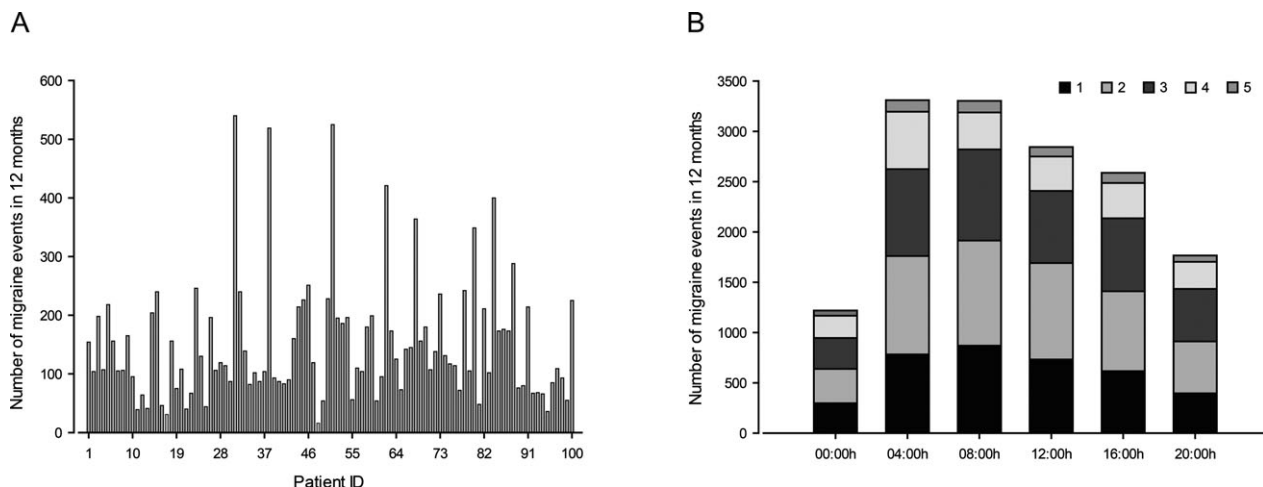 A
Number of migraine events in 12 months
600
500
400
300
200
100
0
1 10 19 28 37 46 55 64 73 82 91 100
Patient ID
B
Number of migraine events in 12 months
3500
3000
2500
2000
1500
1000
500
0
1 2 3 4 5
00:00h 04:00h 08:00h 12:00h 16:00h 20:00h